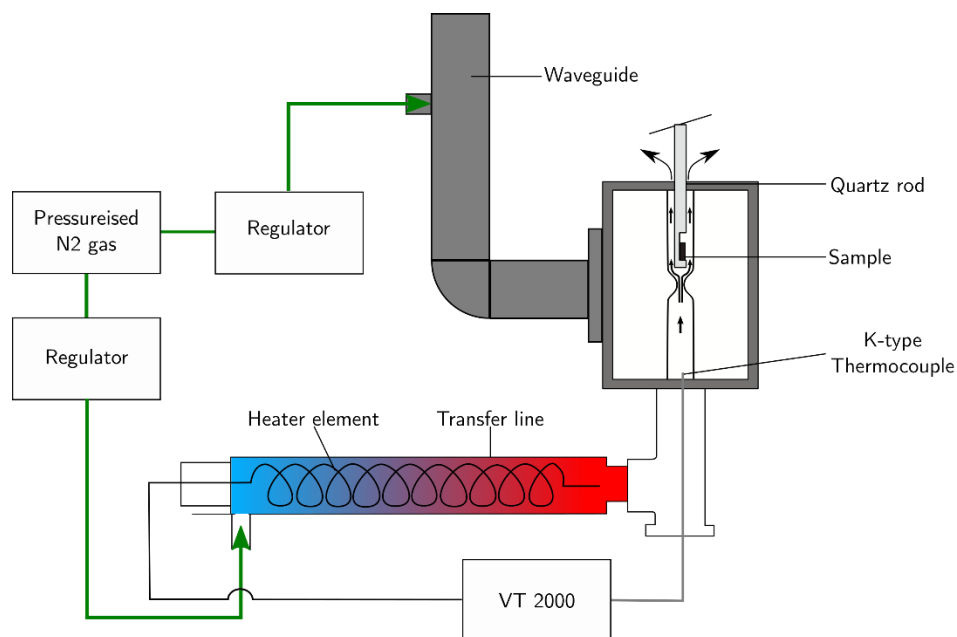 Waveguide
Quartz rod
Pressureised
N2 gas
Regulator
Sample
Regulator
K-type
Thermocouple
Heater element
Transfer line
VT 2000